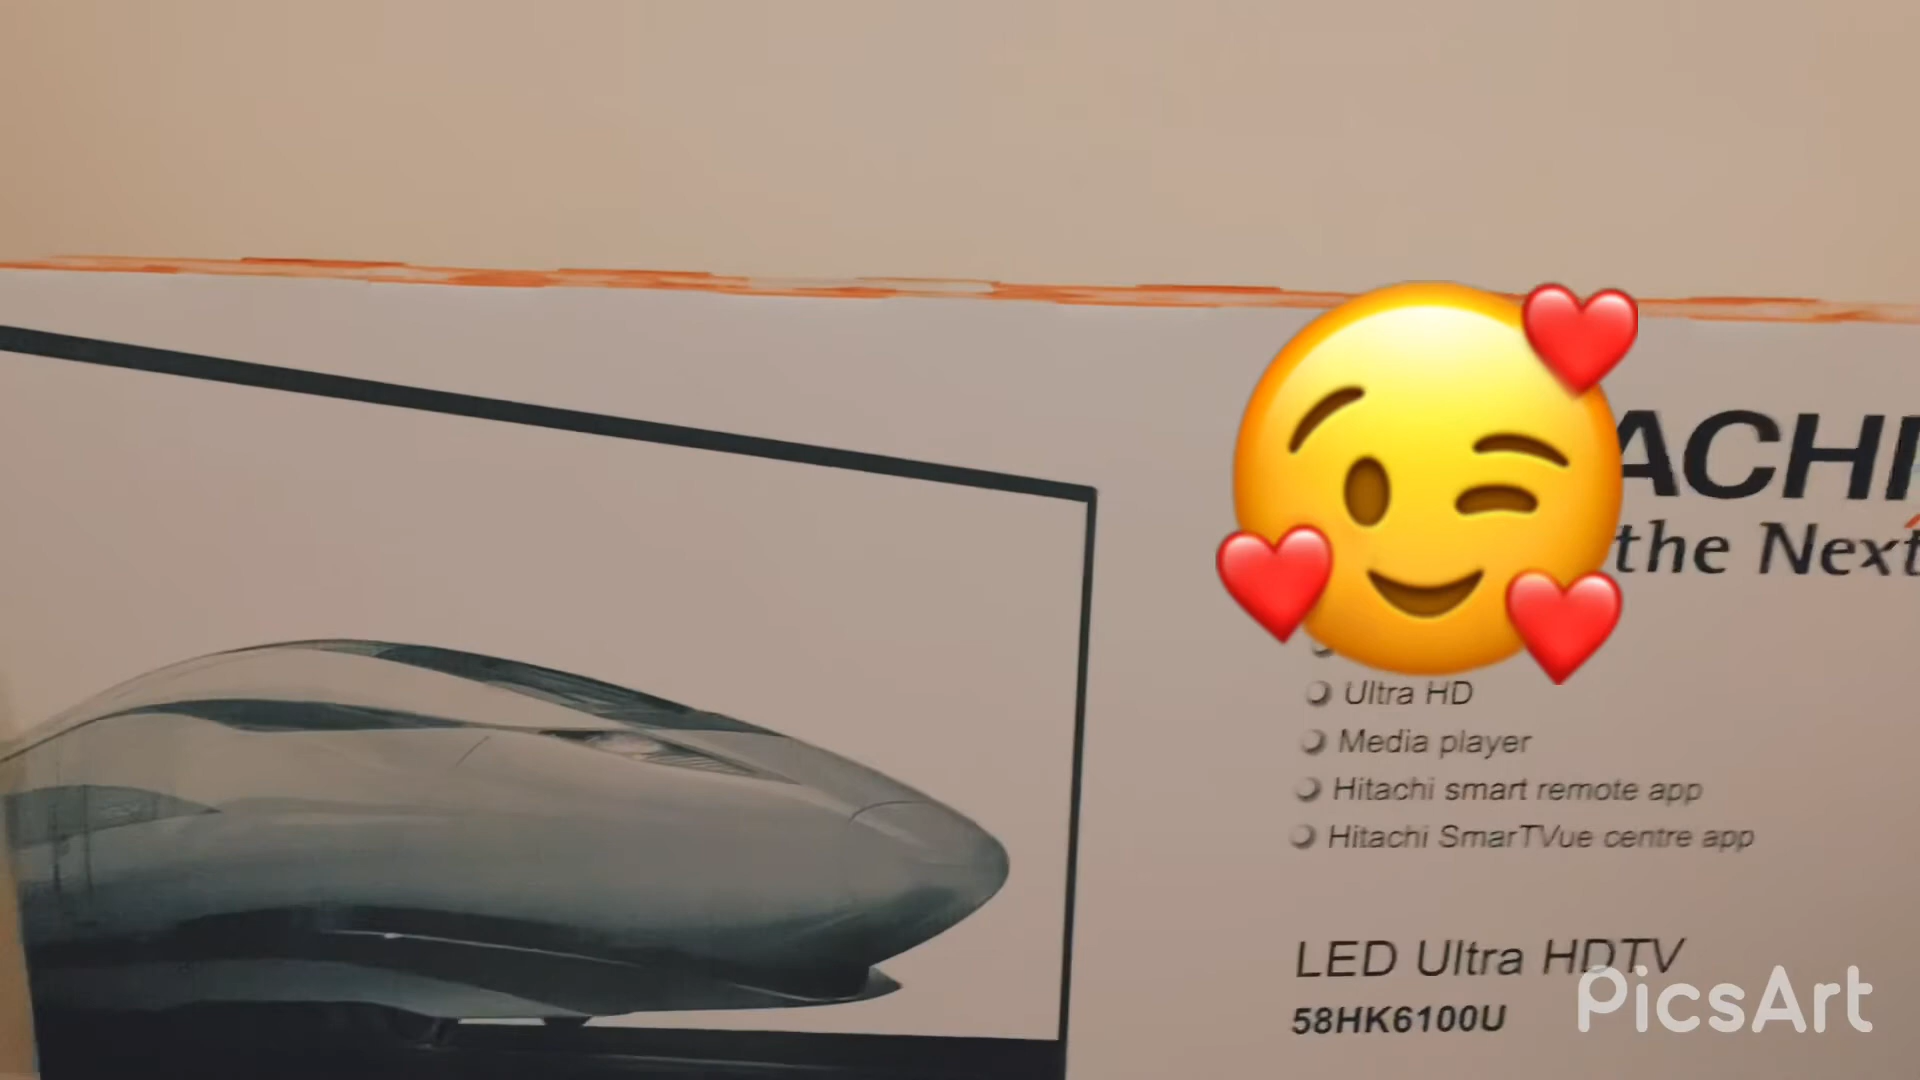 ACHI
the Next
Ultra HD
Media player
Hitachi smart remote app
Hitachi SmarTVue centre app
LED Ultra HDTV
58HK6100U
PicsArt